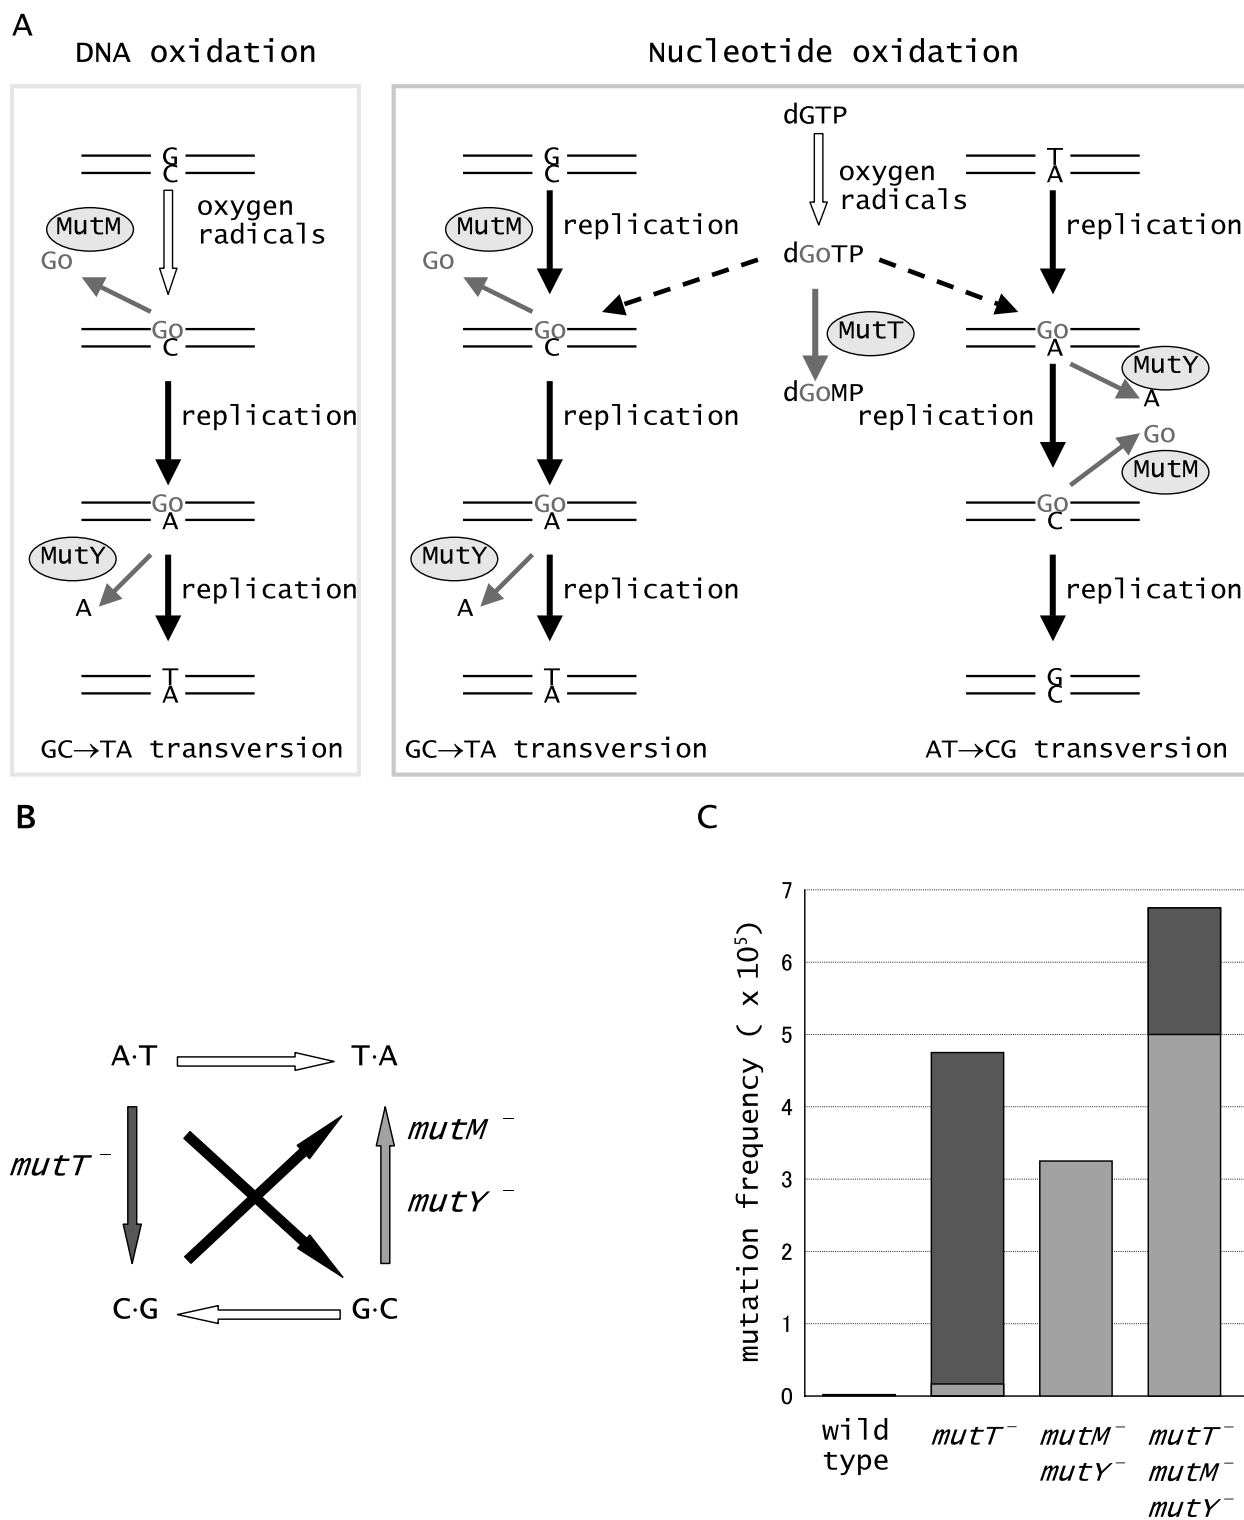 A
DNA oxidation
Nucleotide oxidation
dGTP
G
C
G
C
T
A
oxygen
radicals
oxygen
radicals
MutM
Go
replication
MutM
Go
replication
dGoTP
Go
C
Go
C
MutT
Go
A
MutY
A
dGoMP
replication
replication
replication
Go
MutM
Go
A
Go
A
Go
C
MutY
A
replication
MutY
A
replication
replication
T
A
T
A
G
C
GC→TA transversion
GC→TA transversion
AT→CG transversion
B
A·T
T·A
mutT⁻
mutM⁻
mutY⁻
C·G
G·C
C
mutation frequency ( x 10⁵)
7
6
5
4
3
2
1
0
wild
type
mutT⁻
mutM⁻
mutY⁻
mutT⁻
mutM⁻
mutY⁻